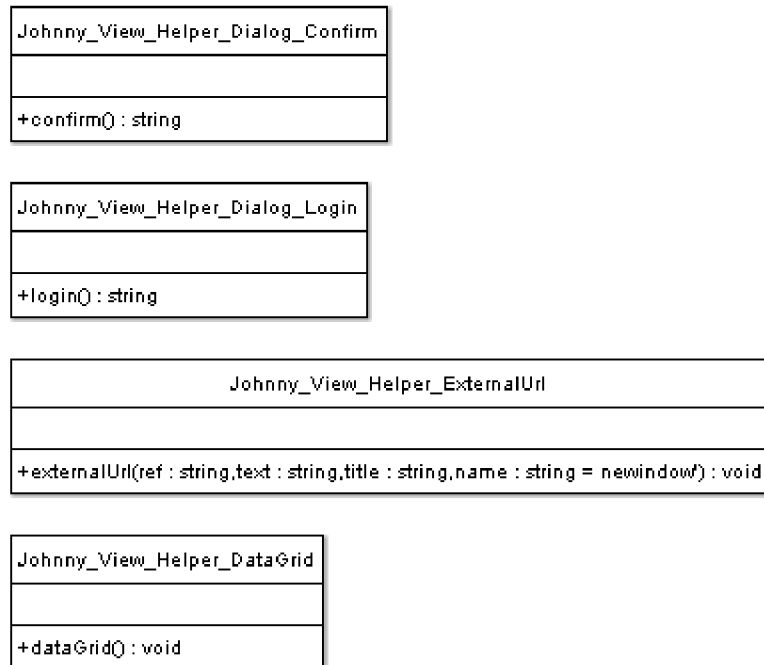 Johnny_View_Helper_Dialog_Confirm
+confirm() : string
Johnny_View_Helper_Dialog_Login
+login() : string
Johnny_View_Helper_ExternalUrl
+externalUrl(ref : string,text : string,title : string,name : string = newindow') : void
Johnny_View_Helper_DataGrid
+dataGrid() : void